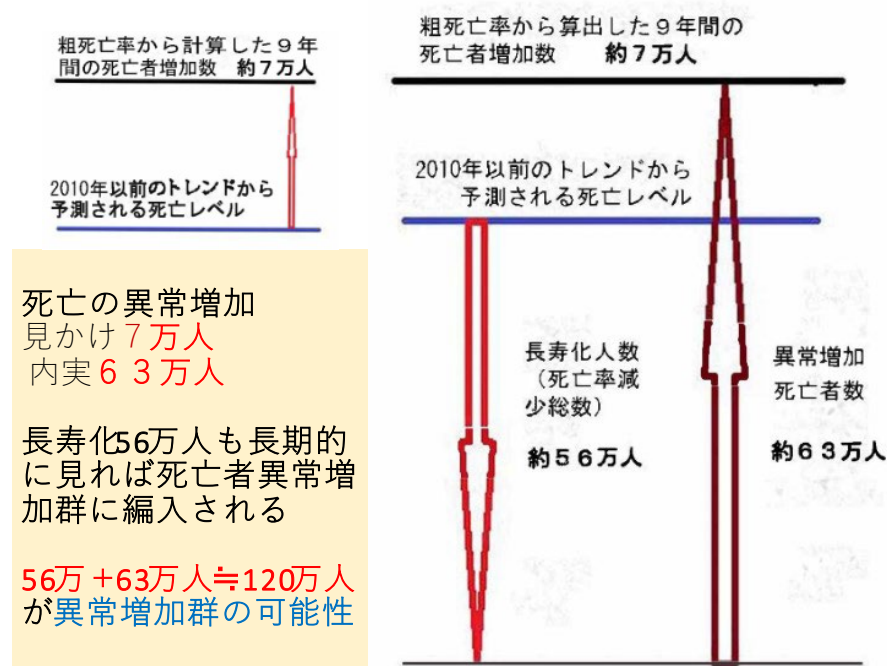 粗死亡率から計算した９年
間の死亡者増加数　約７万人
2010年以前のトレンドから
予測される死亡レベル
死亡の異常増加
見かけ７万人
内実６３万人
長寿化56万人も長期的
に見れば死亡者異常増
加群に編入される
56万＋63万人≒120万人
が異常増加群の可能性
粗死亡率から算出した９年間の
死亡者増加数　　約７万人
2010年以前のトレンドから
予測される死亡レベル
長寿化人数
（死亡率減
少総数）
約５６万人
異常増加
死亡者数
約６３万人